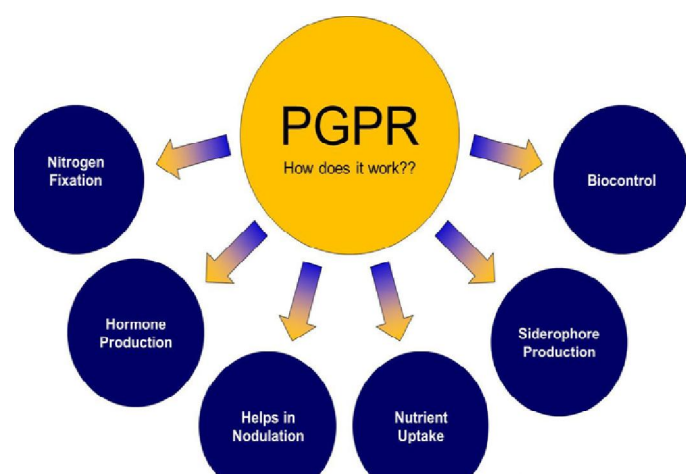 PGPR
How does it work??
Nitrogen
Fixation
Hormone
Production
Helps in
Nodulation
Nutrient
Uptake
Siderophore
Production
Biocontrol